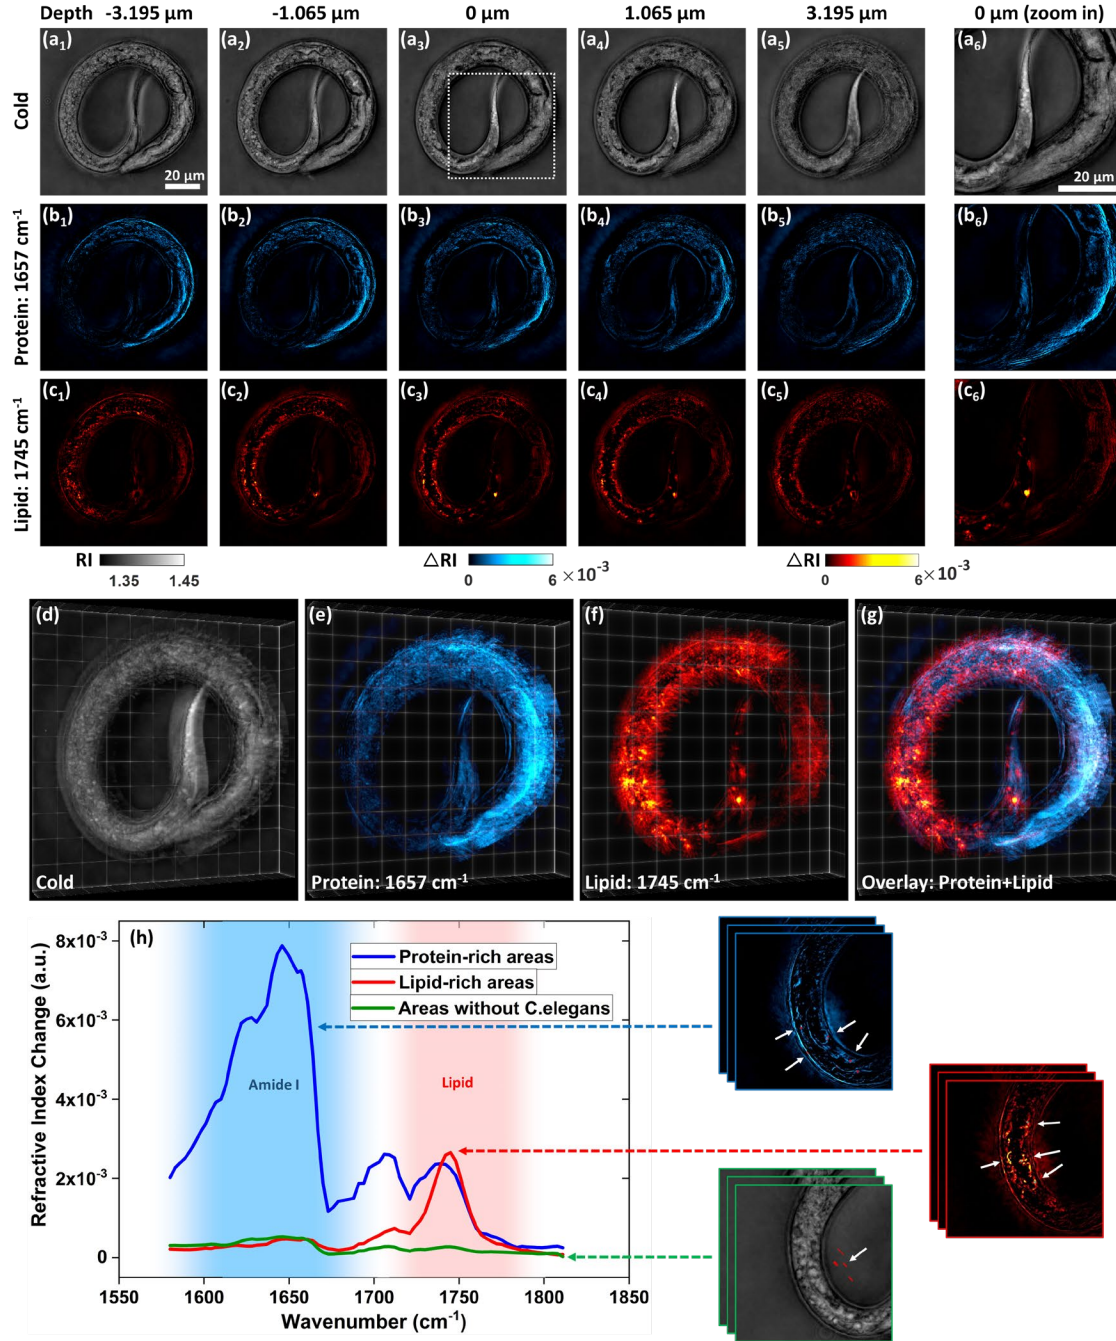 Depth -3.195 μm -1.065 μm 0 μm 1.065 μm 3.195 μm 0 μm (zoom in)
Cold
(a1) (a2) (a3) (a4) (a5) (a6)
20 μm 20 μm
Protein: 1657 cm-1
(b1) (b2) (b3) (b4) (b5) (b6)
Lipid: 1745 cm-1
(c1) (c2) (c3) (c4) (c5) (c6)
RI 1.35 1.45
△RI 0 6 ×10-3
△RI 0 6 ×10-3
(d) (e) (f) (g)
Cold Protein: 1657 cm-1 Lipid: 1745 cm-1 Overlay: Protein+Lipid
(h)
Refractive Index Change (a.u.)
8x10-3
6x10-3
4x10-3
2x10-3
0
Protein-rich areas
Lipid-rich areas
Areas without C.elegans
Amide I Lipid
1550 1600 1650 1700 1750 1800 1850
Wavenumber (cm-1)